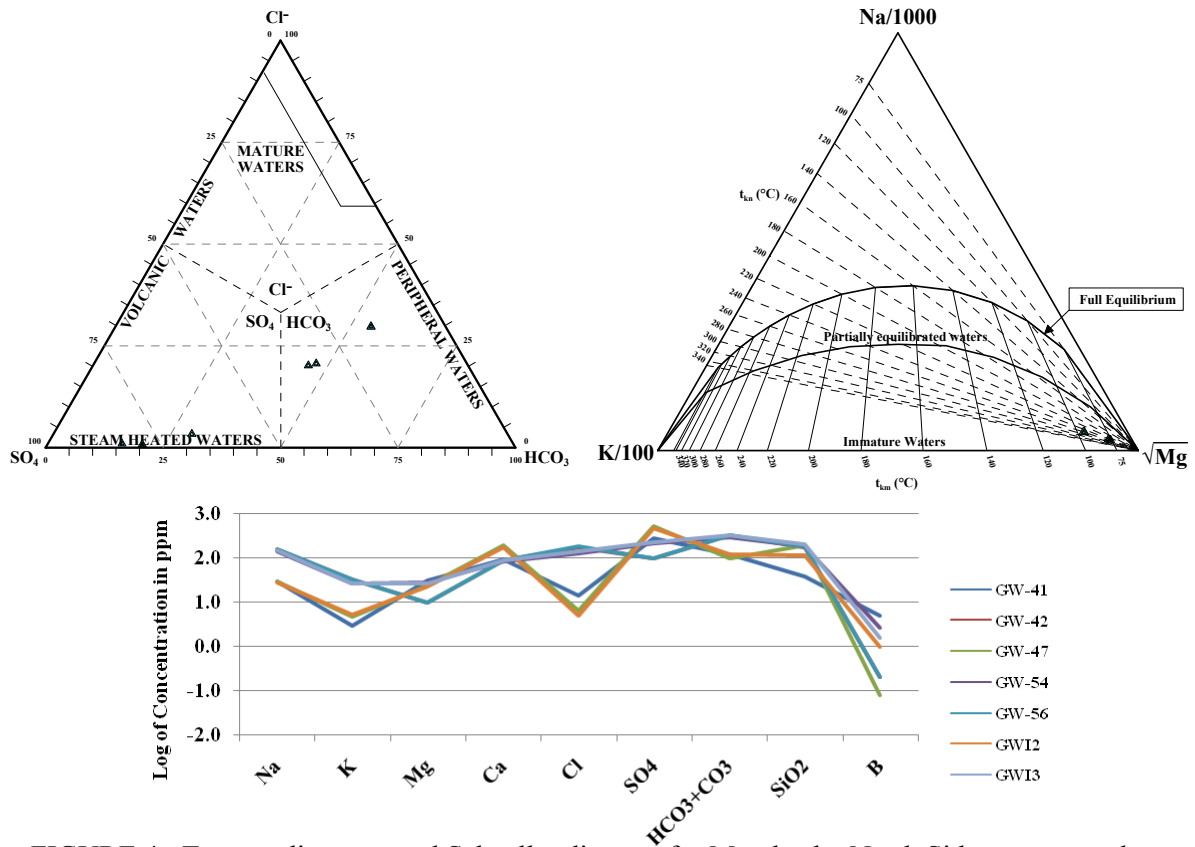 Cl-
0 100
25 75
MATURE
WATERS
VOLCANIC WATERS
50 50
PERIPHERAL WATERS
Cl-
SO4 HCO3
75 25
STEAM HEATED WATERS
100 0
SO4 0 25 50 75 100 HCO3
Na/1000
75
100
120
140
tkn (°C) 160
180
200
220
240
260
280
300
320
340
Full Equilibrium
Partially equilibrated waters
Immature Waters
K/100 √Mg
340 320 300 280 260 240 220 200 180 160 140 120 100 75
tkm (°C)
Log of Concentration in ppm
3.0
2.0
1.0
0.0
-1.0
-2.0
Na K Mg Ca Cl SO4 HCO3+CO3 SiO2 B
GW-41
GW-42
GW-47
GW-54
GW-56
GWI2
GWI3